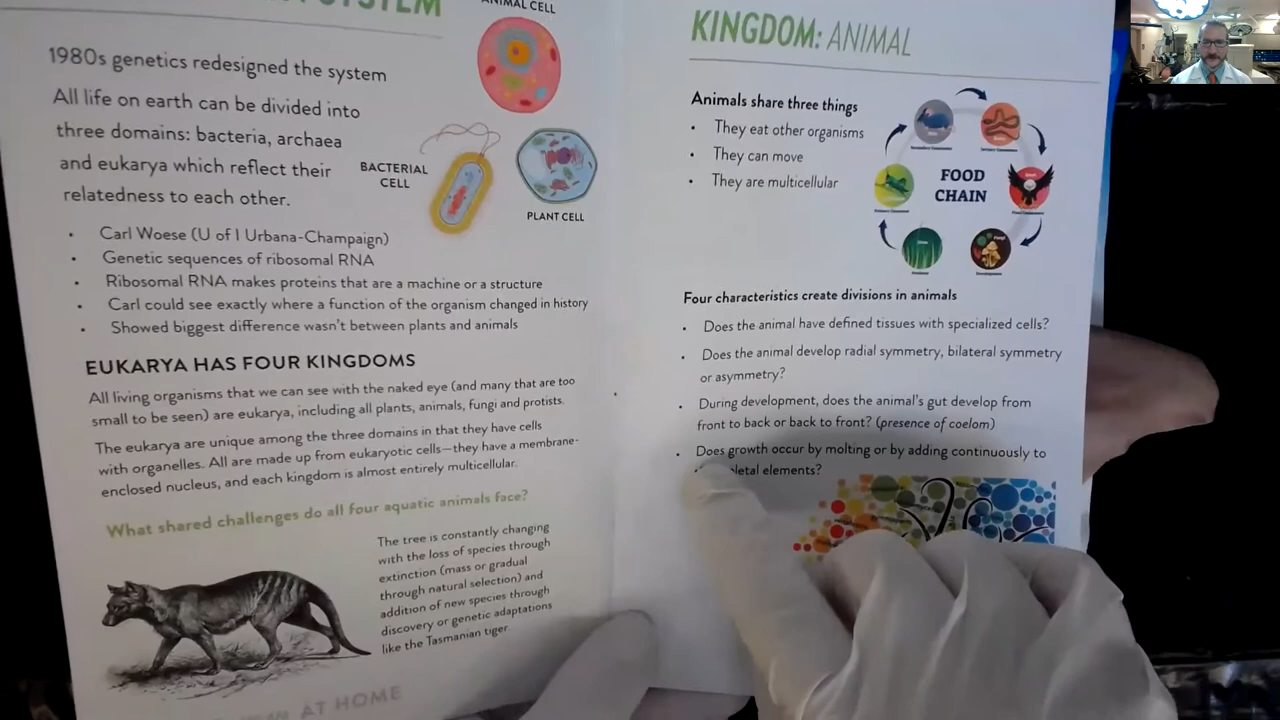 ANIMAL CELL
1980s genetics redesigned the system
All life on earth can be divided into
three domains: bacteria, archaea
and eukarya which reflect their
relatedness to each other.
BACTERIAL
CELL
PLANT CELL
• Carl Woese (U of I Urbana-Champaign)
• Genetic sequences of ribosomal RNA
• Ribosomal RNA makes proteins that are a machine or a structure
• Carl could see exactly where a function of the organism changed in history
• Showed biggest difference wasn't between plants and animals
EUKARYA HAS FOUR KINGDOMS
All living organisms that we can see with the naked eye (and many that are too
small to be seen) are eukarya, including all plants, animals, fungi and protists.
The eukarya are unique among the three domains in that they have cells
with organelles. All are made up from eukaryotic cells—they have a membrane-
enclosed nucleus, and each kingdom is almost entirely multicellular.
What shared challenges do all four aquatic animals face?
The tree is constantly changing
with the loss of species through
extinction (mass or gradual
through natural selection) and
addition of new species through
discovery or genetic adaptations
like the Tasmanian tiger.
AT HOME
KINGDOM: ANIMAL
Animals share three things
• They eat other organisms
• They can move
• They are multicellular
FOOD
CHAIN
Four characteristics create divisions in animals
• Does the animal have defined tissues with specialized cells?
• Does the animal develop radial symmetry, bilateral symmetry
or asymmetry?
• During development, does the animal's gut develop from
front to back or back to front? (presence of coelom)
• Does growth occur by molting or by adding continuously to
elements?